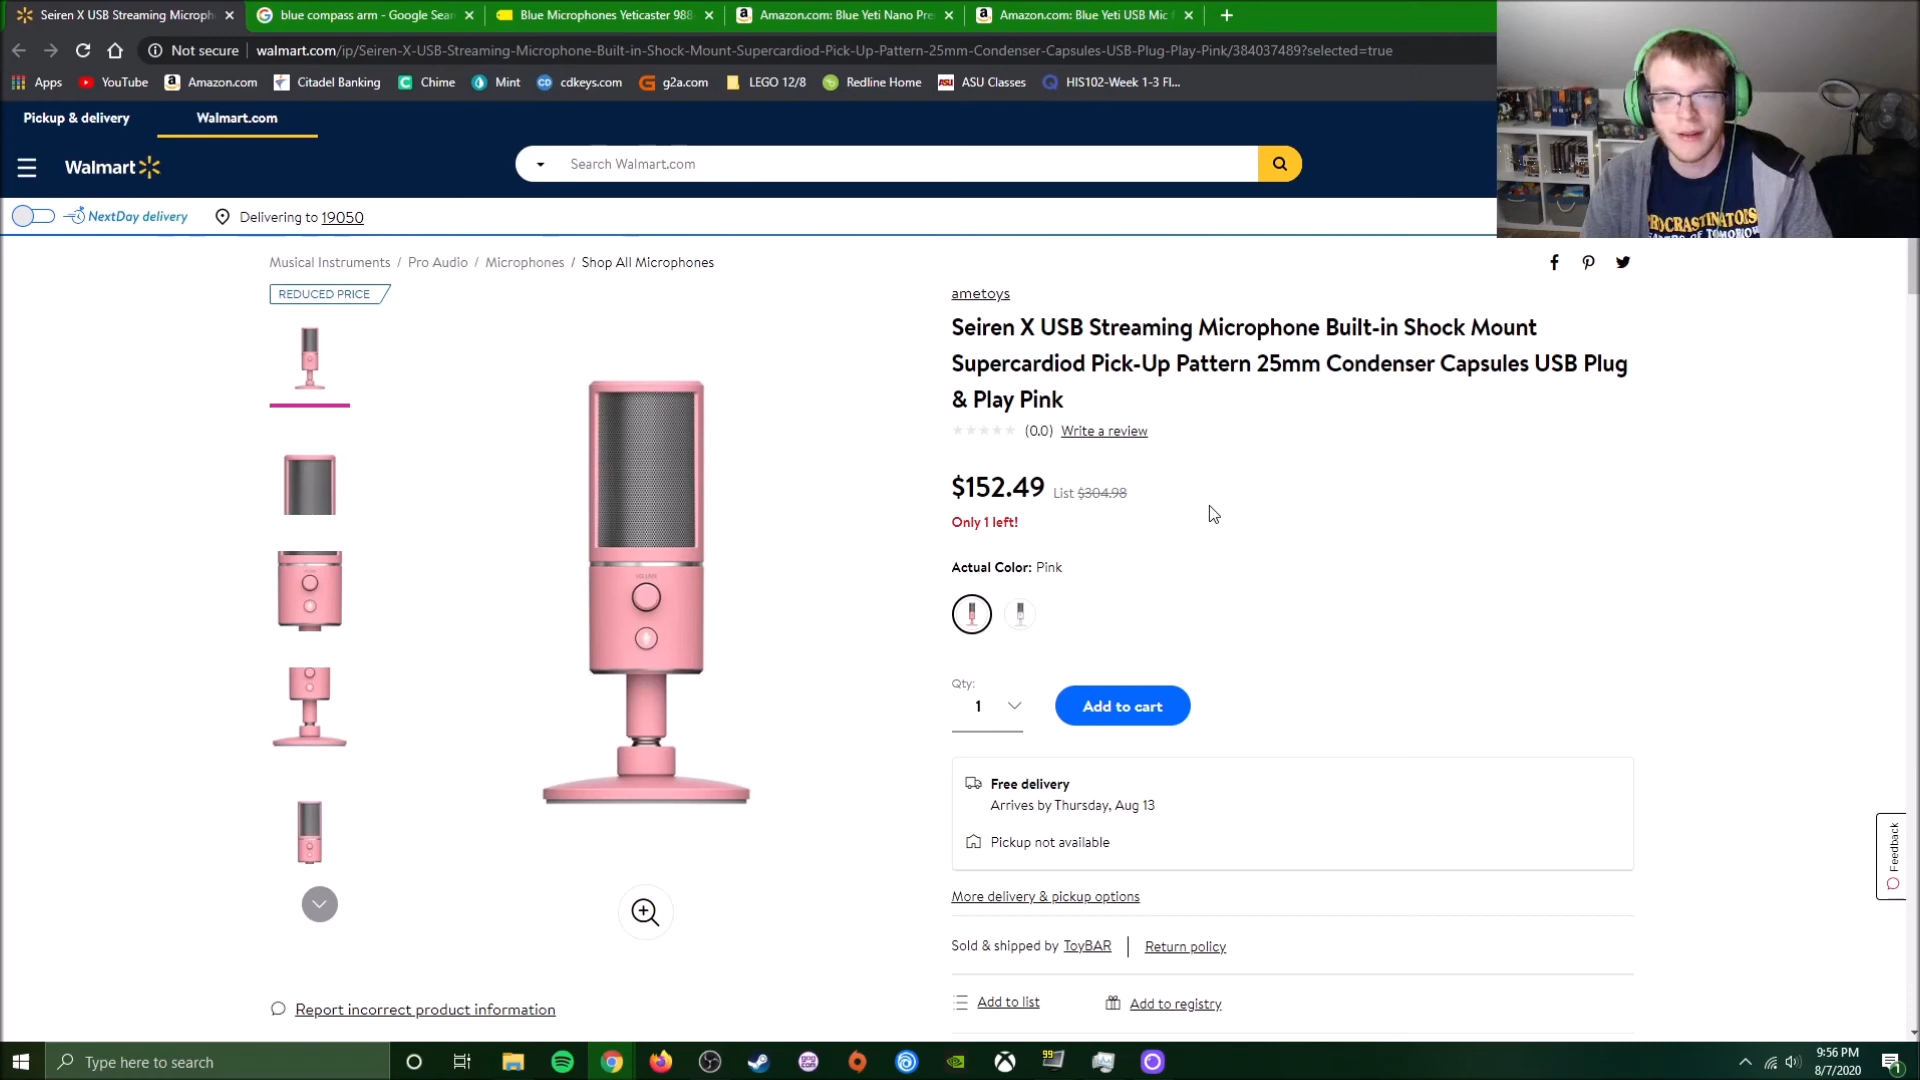 Seiren X USB Streaming Microph
blue compass arm - Google Sear
Blue Microphones Yeticaster 988
Amazon.com: Blue Yeti Nano Pre
Amazon.com: Blue Yeti USB Mic f
Not secure
walmart.com/ip/Seiren-X-USB-Streaming-Microphone-Built-in-Shock-Mount-Supercardiod-Pick-Up-Pattern-25mm-Condenser-Capsules-USB-Plug-Play-Pink/384037489?selected=true
Apps
YouTube
Amazon.com
Citadel Banking
Chime
Mint
cdkeys.com
g2a.com
LEGO 12/8
Redline Home
ASU Classes
HIS102-Week 1-3 Fl...
Pickup & delivery
Walmart.com
Walmart
Search Walmart.com
NextDay delivery
Delivering to 19050
PROCRASTINATORS
LEADERS OF TOMORROW
Musical Instruments / Pro Audio / Microphones / Shop All Microphones
REDUCED PRICE
ametoys
Seiren X USB Streaming Microphone Built-in Shock Mount
Supercardiod Pick-Up Pattern 25mm Condenser Capsules USB Plug
& Play Pink
(0.0) Write a review
$152.49 List $304.98
Only 1 left!
Actual Color: Pink
VOLUME
Qty:
1
Add to cart
Free delivery
Arrives by Thursday, Aug 13
Pickup not available
More delivery & pickup options
Sold & shipped by ToyBAR
Return policy
Add to list
Add to registry
Report incorrect product information
Feedback
Type here to search
99
9:56 PM
8/7/2020
1